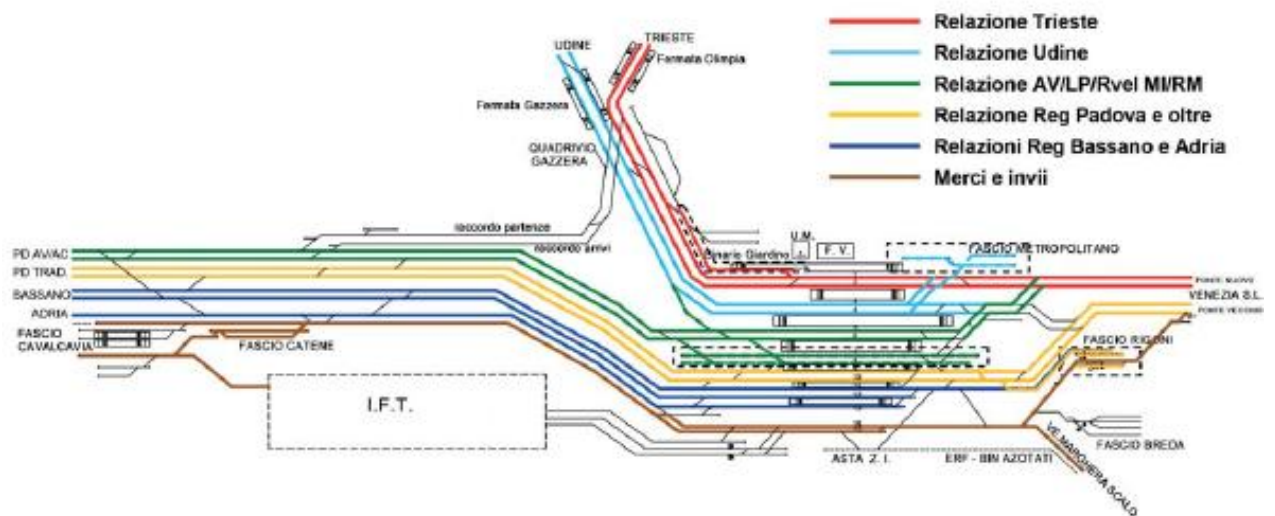 Relazione Trieste
Relazione Udine
Relazione AV/LP/Rvel MI/RM
Relazione Reg Padova e oltre
Relazioni Reg Bassano e Adria
Merci e invii
UDINE
TRIESTE
Fermata Olimpia
Fermata Gazzera
QUADRIVIO
GAZZERA
raccordo partenze
raccordo arrivi
U.M.
F. V.
Binario Giardino
FASCIO METROPOLITANO
PD AV/AC
PD TRAD.
BASSANO
ADRIA
FASCIO
CAVALCAVIA
FASCIO CATENE
I.F.T.
PONTE NUOVO
VENEZIA S.L.
PONTE VECCHIO
FASCIO RIGONI
FASCIO BREDA
VE MARGHERA SCALO
ASTA Z. I.
ERF - BIN AZOTATI